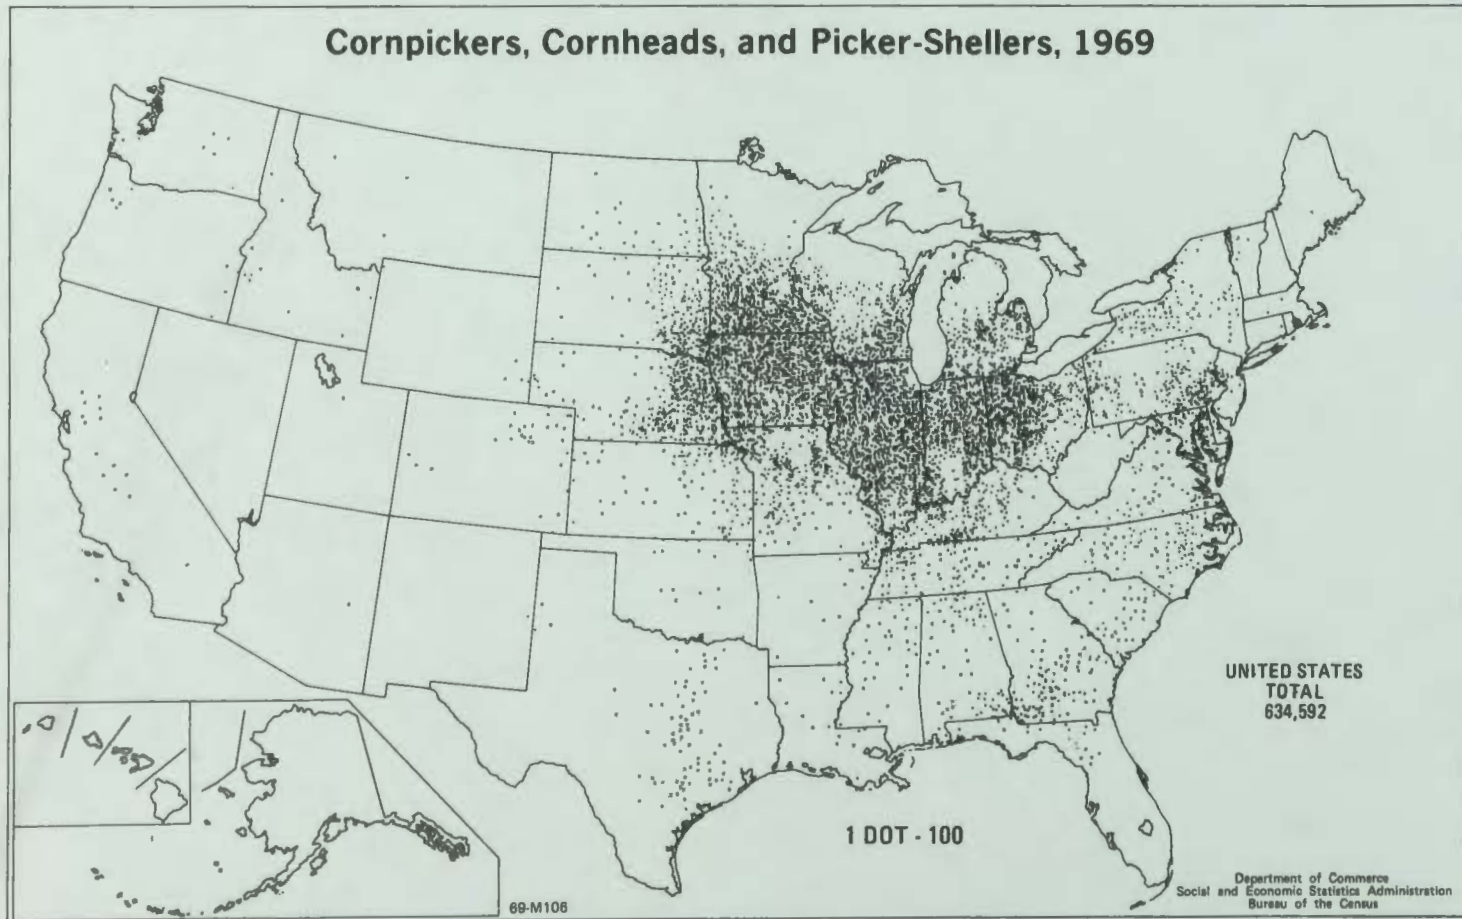 Cornpickers, Cornheads, and Picker-Shellers, 1969
UNITED STATES
TOTAL
634,592
1 DOT - 100
69-M106
Department of Commerce
Social and Economic Statistics Administration
Bureau of the Census